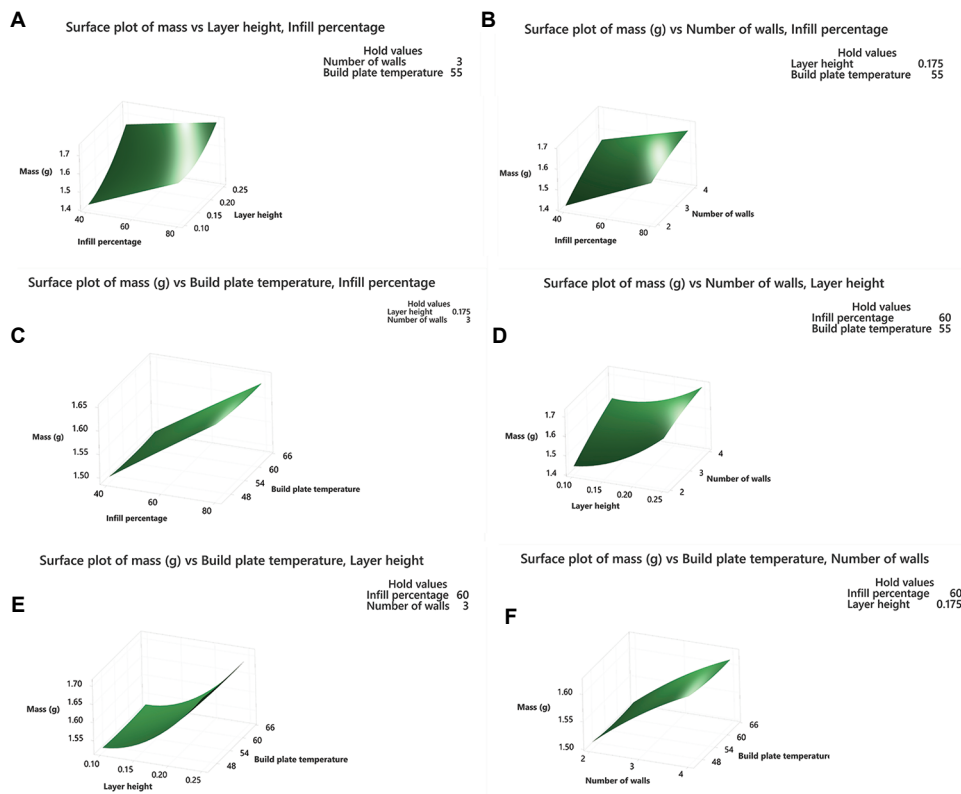 A
Surface plot of mass vs Layer height, Infill percentage
Hold values
Number of walls 3
Build plate temperature 55
Mass (g)
1.7
1.6
1.5
1.4
40
60
80
Infill percentage
0.10
0.15
0.20
0.25
Layer height
B
Surface plot of mass (g) vs Number of walls, Infill percentage
Hold values
Layer height 0.175
Build plate temperature 55
Mass (g)
1.7
1.6
1.5
1.4
40
60
80
Infill percentage
2
3
4
Number of walls
C
Surface plot of mass (g) vs Build plate temperature, Infill percentage
Hold values
Layer height 0.175
Number of walls 3
Mass (g)
1.65
1.60
1.55
1.50
40
60
80
Infill percentage
48
54
60
66
Build plate temperature
D
Surface plot of mass (g) vs Number of walls, Layer height
Hold values
Infill percentage 60
Build plate temperature 55
Mass (g)
1.7
1.6
1.5
1.4
0.10
0.15
0.20
0.25
Layer height
2
3
4
Number of walls
E
Surface plot of mass (g) vs Build plate temperature, Layer height
Hold values
Infill percentage 60
Number of walls 3
Mass (g)
1.70
1.65
1.60
1.55
0.10
0.15
0.20
0.25
Layer height
48
54
60
66
Build plate temperature
F
Surface plot of mass (g) vs Build plate temperature, Number of walls
Hold values
Infill percentage 60
Layer height 0.175
Mass (g)
1.60
1.55
1.50
2
3
4
Number of walls
48
54
60
66
Build plate temperature